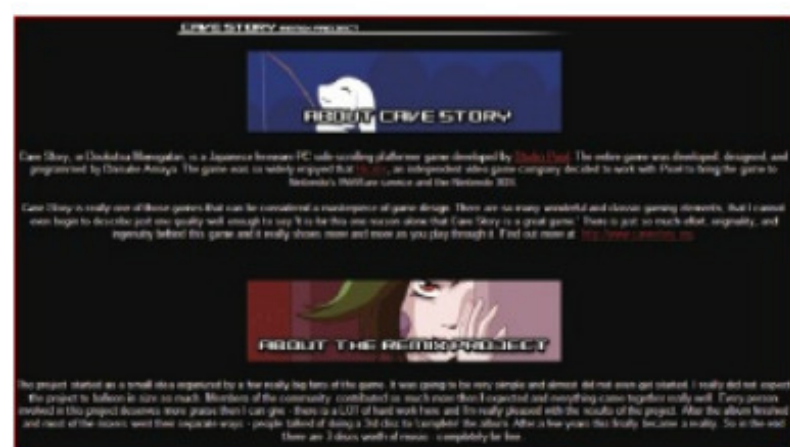 CAVE STORY REMIX PROJECT
ABOUT CAVE STORY
Cave Story, or Doukutsu Monogatari, is a Japanese freeware PC side-scrolling platformer game developed by Studio Pixel. The entire game was developed, designed, and
programmed by Daisuke Amaya. The game was so widely enjoyed that Nicalis, an independent video game company decided to work with Pixel to bring the game to
Nintendo's WiiWare service and the Nintendo 3DS.
Cave Story is really one of those games that can be considered a masterpiece of game design. There are so many wonderful and classic gaming elements, that I cannot
even begin to describe just one quality well enough to say 'It is for this one reason alone that Cave Story is a great game.' There is just so much effort, originality, and
ingenuity behind this game and it really shows more and more as you play through it. Find out more at
ABOUT THE REMIX PROJECT
The project started as a small idea organized by a few really big fans of the game. It was going to be very simple and almost did not even get started. I really did not expect
the project to balloon in size so much. Members of the community contributed so much more then I expected and everything came together really well. Every person
involved in this project deserves more praise then I can give - there is a LOT of hard work here and I'm really pleased with the results of the project. After the album finished
and most of the mixers went their separate ways - people talked of doing a 3rd disc to 'complete' the album. After a few years this finally became a reality. So in the end
there are 3 discs worth of music - completely for free.